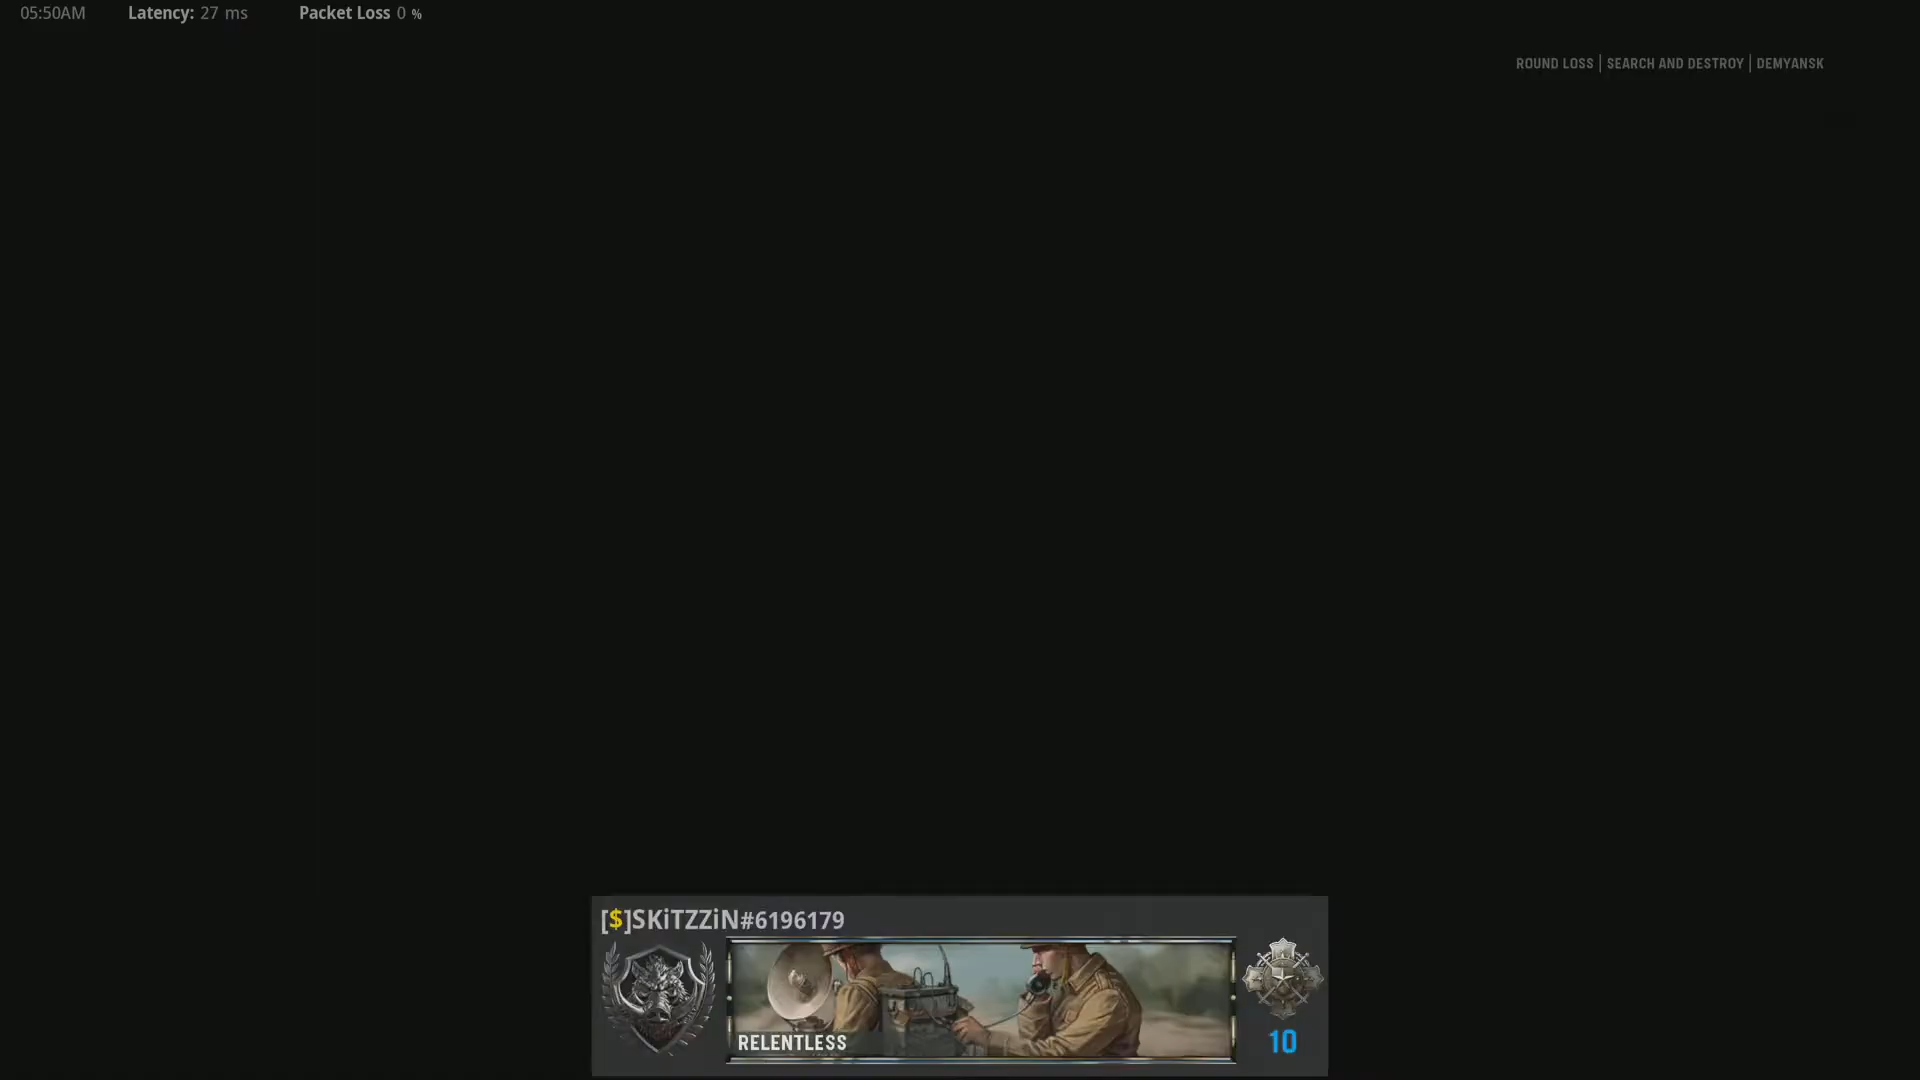 05:50AM Latency: 27 ms Packet Loss 0 %
ROUND LOSS | SEARCH AND DESTROY | DEMYANSK
[$]SKiTZZiN#6196179
RELENTLESS
10